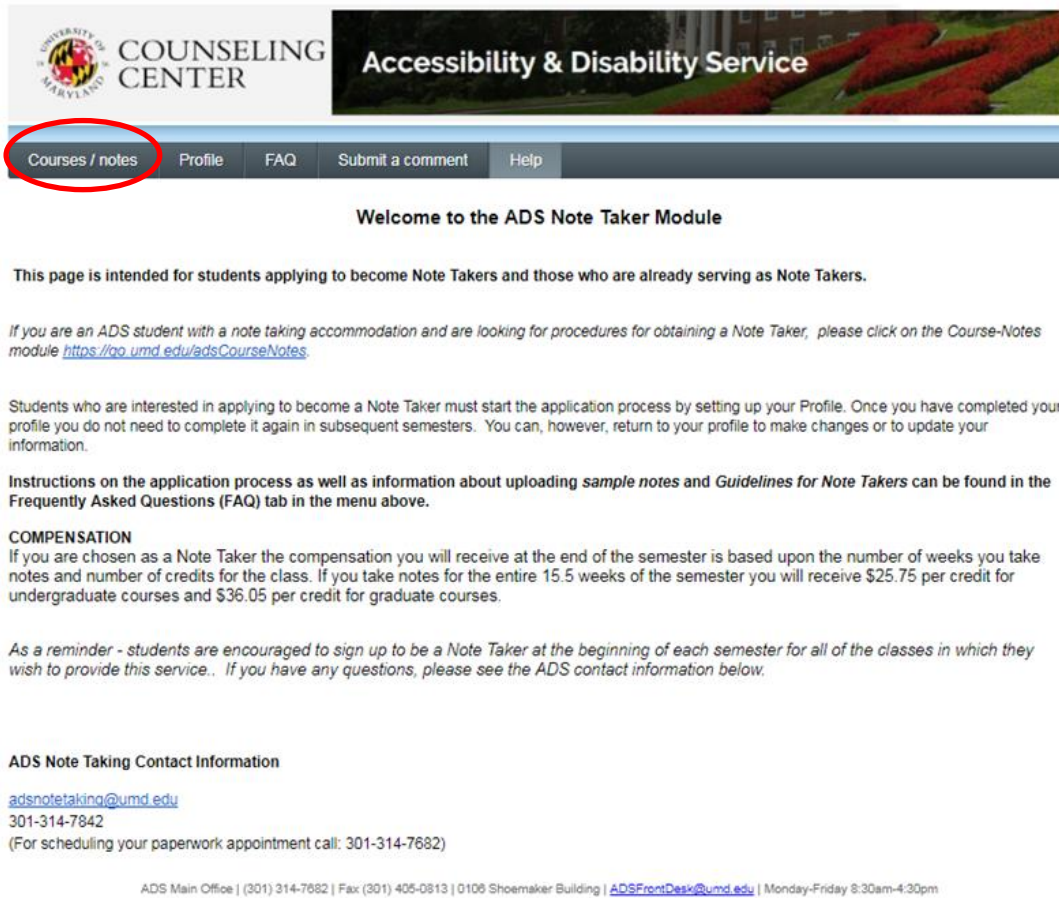 UNIVERSITY OF
MARYLAND
COUNSELING
CENTER
Accessibility & Disability Service
Courses / notes Profile FAQ Submit a comment Help
Welcome to the ADS Note Taker Module
This page is intended for students applying to become Note Takers and those who are already serving as Note Takers.
If you are an ADS student with a note taking accommodation and are looking for procedures for obtaining a Note Taker, please click on the Course-Notes
module https://go.umd.edu/adsCourseNotes.
Students who are interested in applying to become a Note Taker must start the application process by setting up your Profile. Once you have completed your
profile you do not need to complete it again in subsequent semesters. You can, however, return to your profile to make changes or to update your
information.
Instructions on the application process as well as information about uploading sample notes and Guidelines for Note Takers can be found in the
Frequently Asked Questions (FAQ) tab in the menu above.
COMPENSATION
If you are chosen as a Note Taker the compensation you will receive at the end of the semester is based upon the number of weeks you take
notes and number of credits for the class. If you take notes for the entire 15.5 weeks of the semester you will receive $25.75 per credit for
undergraduate courses and $36.05 per credit for graduate courses.
As a reminder - students are encouraged to sign up to be a Note Taker at the beginning of each semester for all of the classes in which they
wish to provide this service.. If you have any questions, please see the ADS contact information below.
ADS Note Taking Contact Information
adsnotetaking@umd.edu
301-314-7842
(For scheduling your paperwork appointment call: 301-314-7682)
ADS Main Office | (301) 314-7682 | Fax (301) 405-0813 | 0106 Shoemaker Building | ADSFrontDesk@umd.edu | Monday-Friday 8:30am-4:30pm